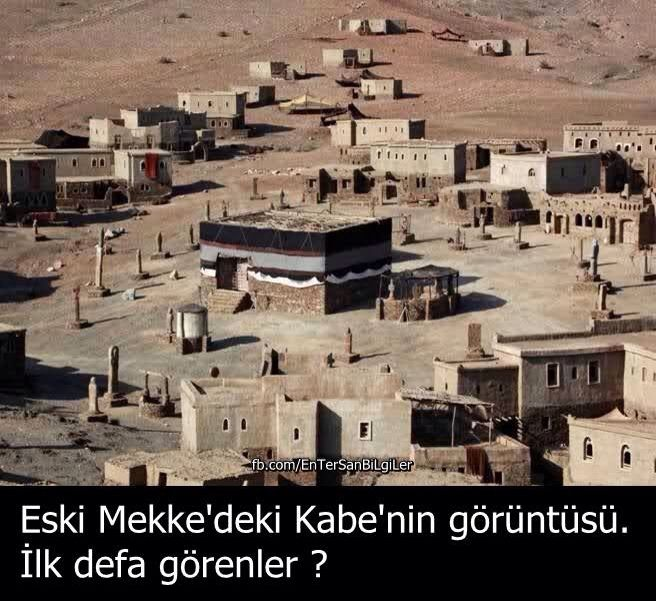 fb.com/EnTerSanBiLgiLer
Eski Mekke'deki Kabe'nin görüntüsü.
İlk defa görenler ?